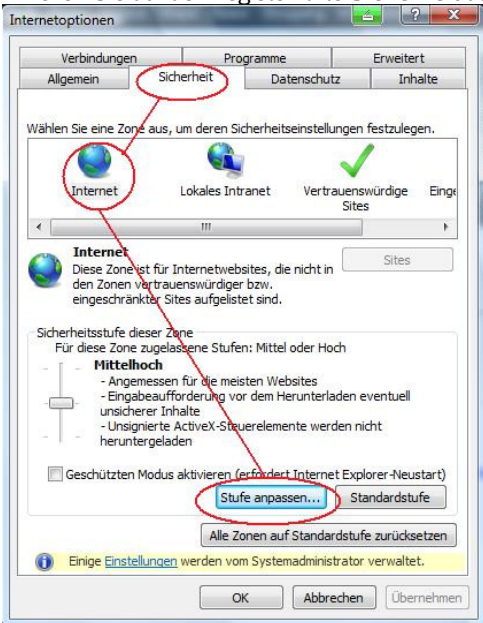 Internetoptionen
Verbindungen Programme Erweitert
Allgemein Sicherheit Datenschutz Inhalte
Wählen Sie eine Zone aus, um deren Sicherheitseinstellungen festzulegen.
Internet Lokales Intranet Vertrauenswürdige Einge
Sites
Internet
Diese Zone ist für Internetwebsites, die nicht in
den Zonen vertrauenswürdiger bzw.
eingeschränkter Sites aufgelistet sind.
Sites
Sicherheitsstufe dieser Zone
Für diese Zone zugelassene Stufen: Mittel oder Hoch
Mittelhoch
- Angemessen für die meisten Websites
- Eingabeaufforderung vor dem Herunterladen eventuell
unsicherer Inhalte
- Unsignierte ActiveX-Steuerelemente werden nicht
heruntergeladen
Geschützten Modus aktivieren (erfordert Internet Explorer-Neustart)
Stufe anpassen... Standardstufe
Alle Zonen auf Standardstufe zurücksetzen
Einige Einstellungen werden vom Systemadministrator verwaltet.
OK Abbrechen Übernehmen